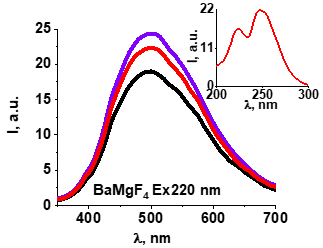 22
11
0
200 250 300
λ, nm
I, a.u.
25
20
15
10
5
0
I, a.u.
BaMgF₄ Ex220 nm
400 500 600 700
λ, nm